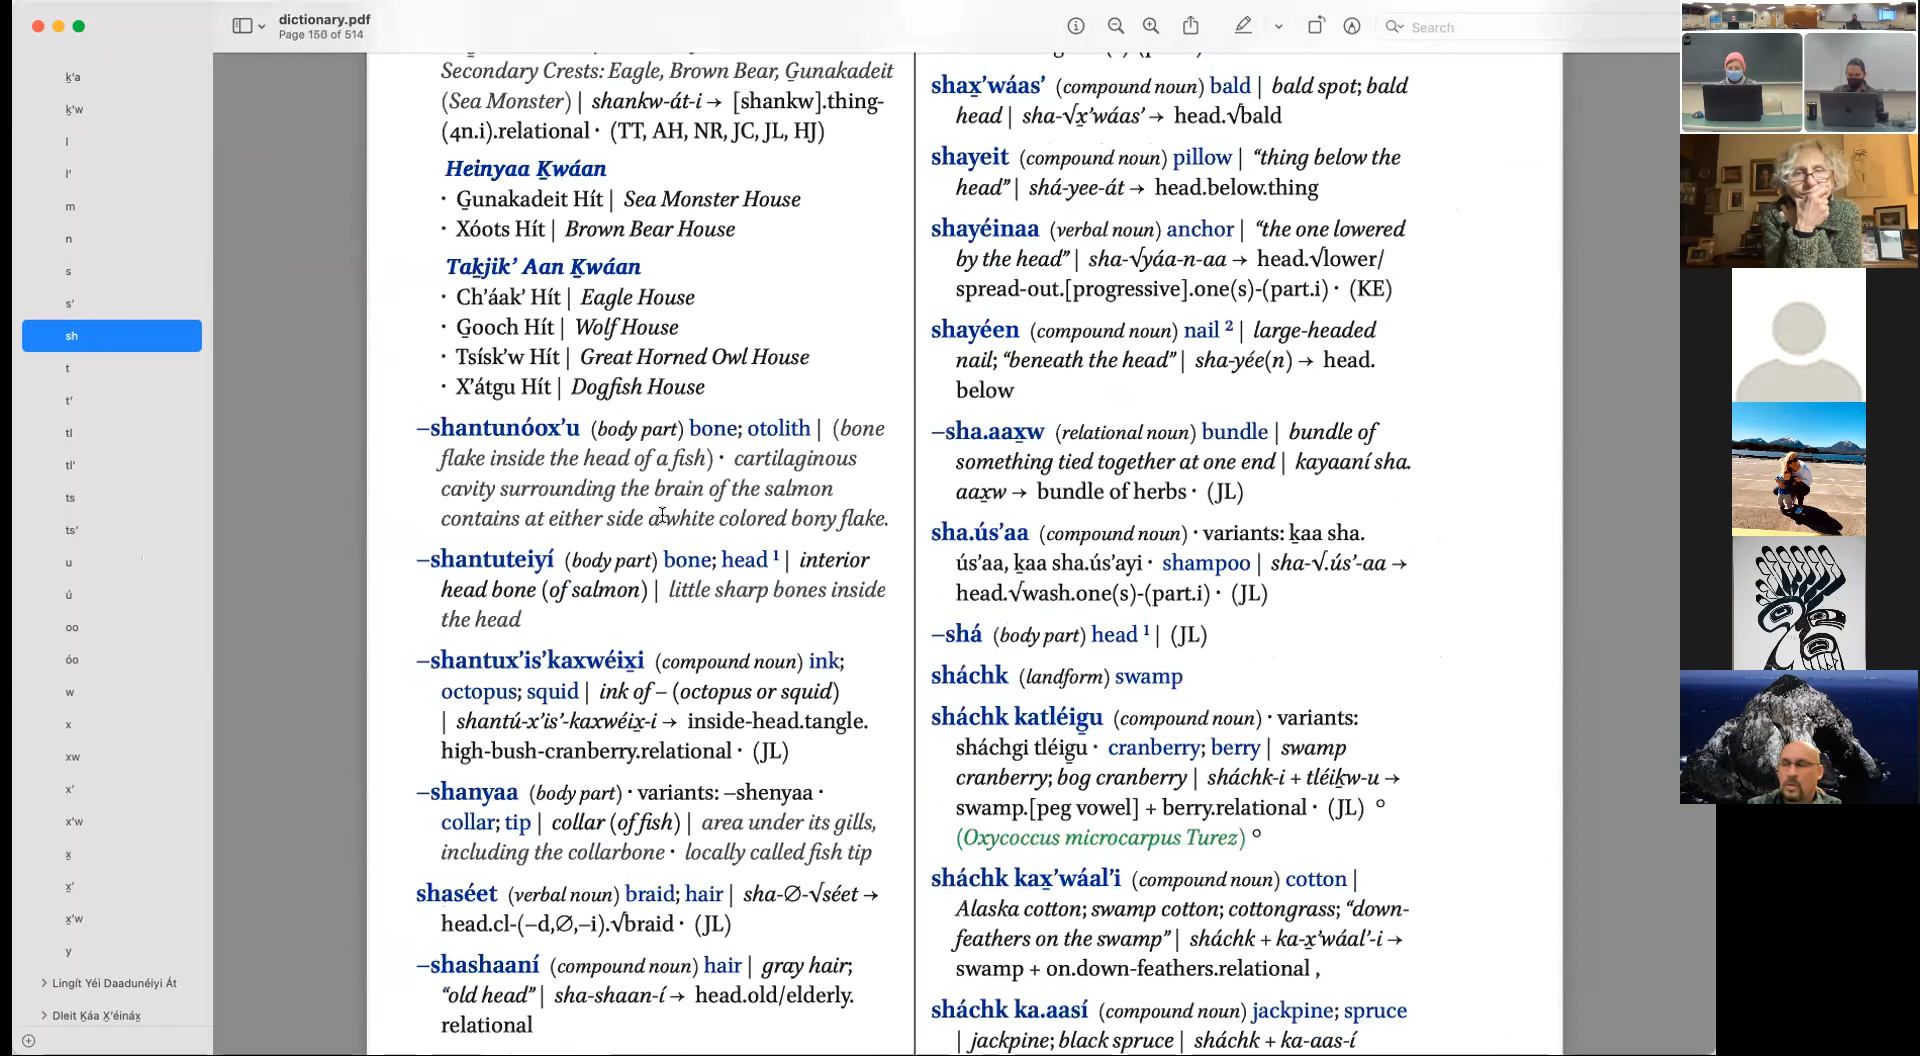 dictionary.pdf
Page 150 of 514
Search
ḵ'a
ḵ'w
l
l'
m
n
s
s'
sh
t
t'
tl
tl'
ts
ts'
u
ú
oo
óo
w
x
xw
x'
x'w
x̱
x̱'
x̱'w
y
Lingít Yéi Daadunéiyi Át
Dleit Ḵáa X̱'éináx̱
Secondary Crests: Eagle, Brown Bear, G̱unakadeit
(Sea Monster) | shankw-át-i → [shankw].thing-
(4n.i).relational · (TT, AH, NR, JC, JL, HJ)
Heinyaa Ḵwáan
· G̱unakadeit Hít | Sea Monster House
· Xóots Hít | Brown Bear House
Taḵjik’ Aan Ḵwáan
· Ch’áak’ Hít | Eagle House
· G̱ooch Hít | Wolf House
· Tsísk’w Hít | Great Horned Owl House
· X’átgu Hít | Dogfish House
–shantunóox’u (body part) bone; otolith | (bone
flake inside the head of a fish) · cartilaginous
cavity surrounding the brain of the salmon
contains at either side a white colored bony flake.
–shantuteiyí (body part) bone; head ¹ | interior
head bone (of salmon) | little sharp bones inside
the head
–shantux’is’kaxwéix̱i (compound noun) ink;
octopus; squid | ink of – (octopus or squid)
| shantú-x’is’-kaxwéix̱-i → inside-head.tangle.
high-bush-cranberry.relational · (JL)
–shanyaa (body part) · variants: –shenyaa ·
collar; tip | collar (of fish) | area under its gills,
including the collarbone · locally called fish tip
shaséet (verbal noun) braid; hair | sha-∅-√séet →
head.cl-(–d,∅,–i).√braid · (JL)
–shashaaní (compound noun) hair | gray hair;
“old head” | sha-shaan-í → head.old/elderly.
relational
shax̱’wáas’ (compound noun) bald | bald spot; bald
head | sha-√x̱’wáas’ → head.√bald
shayeit (compound noun) pillow | “thing below the
head” | shá-yee-át → head.below.thing
shayéinaa (verbal noun) anchor | “the one lowered
by the head” | sha-√yáa-n-aa → head.√lower/
spread-out.[progressive].one(s)-(part.i) · (KE)
shayéen (compound noun) nail ² | large-headed
nail; “beneath the head” | sha-yée(n) → head.
below
–sha.aax̱w (relational noun) bundle | bundle of
something tied together at one end | kayaaní sha.
aax̱w → bundle of herbs · (JL)
sha.ús’aa (compound noun) · variants: ḵaa sha.
ús’aa, ḵaa sha.ús’ayi · shampoo | sha-√.ús’-aa →
head.√wash.one(s)-(part.i) · (JL)
–shá (body part) head ¹ | (JL)
sháchk (landform) swamp
sháchk katléig̱u (compound noun) · variants:
sháchgi tléig̱u · cranberry; berry | swamp
cranberry; bog cranberry | sháchk-i + tléiḵw-u →
swamp.[peg vowel] + berry.relational · (JL) °
(Oxycoccus microcarpus Turez) °
sháchk kax̱’wáal’i (compound noun) cotton |
Alaska cotton; swamp cotton; cottongrass; “down-
feathers on the swamp” | sháchk + ka-x̱’wáal’-i →
swamp + on.down-feathers.relational ,
sháchk ka.aasí (compound noun) jackpine; spruce
| jackpine; black spruce | sháchk + ka-aas-í